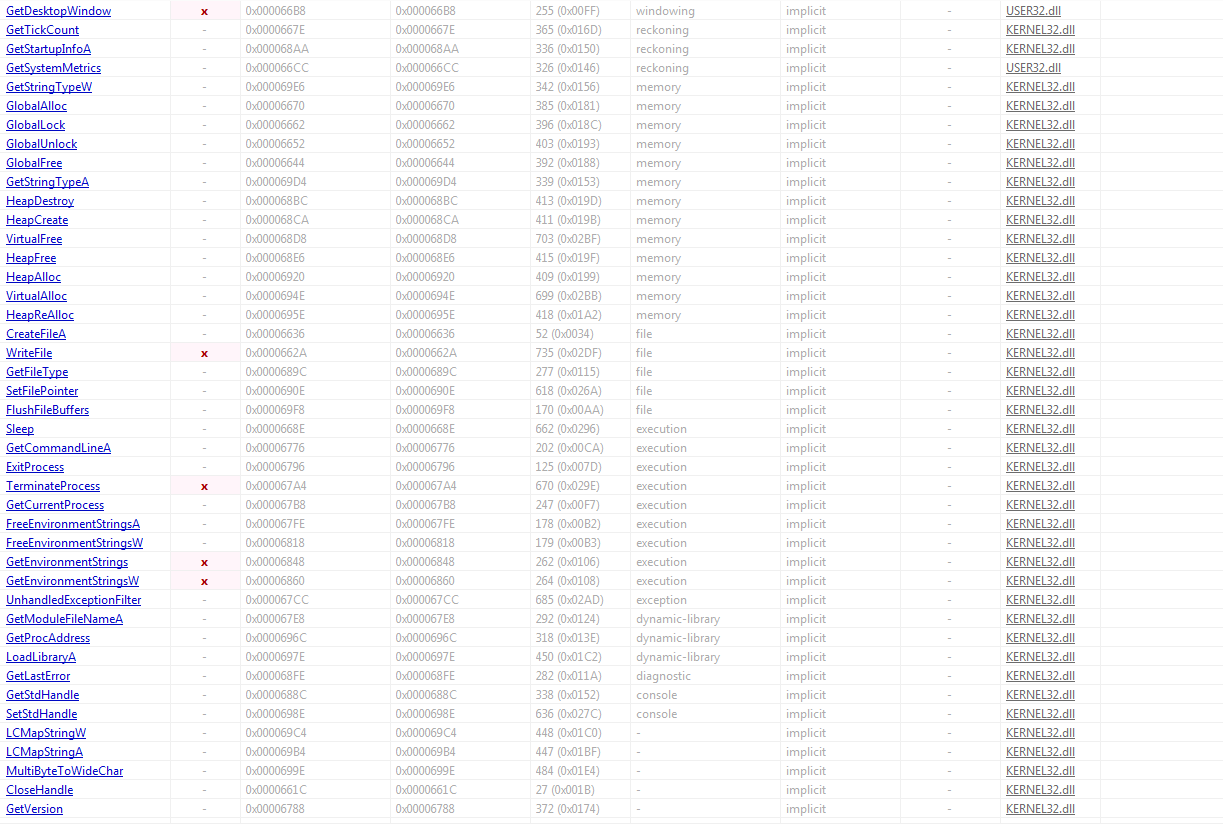 GetDesktopWindow x 0x000066B8 0x000066B8 255 (0x00FF) windowing implicit - USER32.dll
GetTickCount - 0x0000667E 0x0000667E 365 (0x016D) reckoning implicit - KERNEL32.dll
GetStartupInfoA - 0x000068AA 0x000068AA 336 (0x0150) reckoning implicit - KERNEL32.dll
GetSystemMetrics - 0x000066CC 0x000066CC 326 (0x0146) reckoning implicit - USER32.dll
GetStringTypeW - 0x000069E6 0x000069E6 342 (0x0156) memory implicit - KERNEL32.dll
GlobalAlloc - 0x00006670 0x00006670 385 (0x0181) memory implicit - KERNEL32.dll
GlobalLock - 0x00006662 0x00006662 396 (0x018C) memory implicit - KERNEL32.dll
GlobalUnlock - 0x00006652 0x00006652 403 (0x0193) memory implicit - KERNEL32.dll
GlobalFree - 0x00006644 0x00006644 392 (0x0188) memory implicit - KERNEL32.dll
GetStringTypeA - 0x000069D4 0x000069D4 339 (0x0153) memory implicit - KERNEL32.dll
HeapDestroy - 0x000068BC 0x000068BC 413 (0x019D) memory implicit - KERNEL32.dll
HeapCreate - 0x000068CA 0x000068CA 411 (0x019B) memory implicit - KERNEL32.dll
VirtualFree - 0x000068D8 0x000068D8 703 (0x02BF) memory implicit - KERNEL32.dll
HeapFree - 0x000068E6 0x000068E6 415 (0x019F) memory implicit - KERNEL32.dll
HeapAlloc - 0x00006920 0x00006920 409 (0x0199) memory implicit - KERNEL32.dll
VirtualAlloc - 0x0000694E 0x0000694E 699 (0x02BB) memory implicit - KERNEL32.dll
HeapReAlloc - 0x0000695E 0x0000695E 418 (0x01A2) memory implicit - KERNEL32.dll
CreateFileA - 0x00006636 0x00006636 52 (0x0034) file implicit - KERNEL32.dll
WriteFile x 0x0000662A 0x0000662A 735 (0x02DF) file implicit - KERNEL32.dll
GetFileType - 0x0000689C 0x0000689C 277 (0x0115) file implicit - KERNEL32.dll
SetFilePointer - 0x0000690E 0x0000690E 618 (0x026A) file implicit - KERNEL32.dll
FlushFileBuffers - 0x000069F8 0x000069F8 170 (0x00AA) file implicit - KERNEL32.dll
Sleep - 0x0000668E 0x0000668E 662 (0x0296) execution implicit - KERNEL32.dll
GetCommandLineA - 0x00006776 0x00006776 202 (0x00CA) execution implicit - KERNEL32.dll
ExitProcess - 0x00006796 0x00006796 125 (0x007D) execution implicit - KERNEL32.dll
TerminateProcess x 0x000067A4 0x000067A4 670 (0x029E) execution implicit - KERNEL32.dll
GetCurrentProcess - 0x000067B8 0x000067B8 247 (0x00F7) execution implicit - KERNEL32.dll
FreeEnvironmentStringsA - 0x000067FE 0x000067FE 178 (0x00B2) execution implicit - KERNEL32.dll
FreeEnvironmentStringsW - 0x00006818 0x00006818 179 (0x00B3) execution implicit - KERNEL32.dll
GetEnvironmentStrings x 0x00006848 0x00006848 262 (0x0106) execution implicit - KERNEL32.dll
GetEnvironmentStringsW x 0x00006860 0x00006860 264 (0x0108) execution implicit - KERNEL32.dll
UnhandledExceptionFilter - 0x000067CC 0x000067CC 685 (0x02AD) exception implicit - KERNEL32.dll
GetModuleFileNameA - 0x000067E8 0x000067E8 292 (0x0124) dynamic-library implicit - KERNEL32.dll
GetProcAddress - 0x0000696C 0x0000696C 318 (0x013E) dynamic-library implicit - KERNEL32.dll
LoadLibraryA - 0x0000697E 0x0000697E 450 (0x01C2) dynamic-library implicit - KERNEL32.dll
GetLastError - 0x000068FE 0x000068FE 282 (0x011A) diagnostic implicit - KERNEL32.dll
GetStdHandle - 0x0000688C 0x0000688C 338 (0x0152) console implicit - KERNEL32.dll
SetStdHandle - 0x0000698E 0x0000698E 636 (0x027C) console implicit - KERNEL32.dll
LCMapStringW - 0x000069C4 0x000069C4 448 (0x01C0) - implicit - KERNEL32.dll
LCMapStringA - 0x000069B4 0x000069B4 447 (0x01BF) - implicit - KERNEL32.dll
MultiByteToWideChar - 0x0000699E 0x0000699E 484 (0x01E4) - implicit - KERNEL32.dll
CloseHandle - 0x0000661C 0x0000661C 27 (0x001B) - implicit - KERNEL32.dll
GetVersion - 0x00006788 0x00006788 372 (0x0174) - implicit - KERNEL32.dll